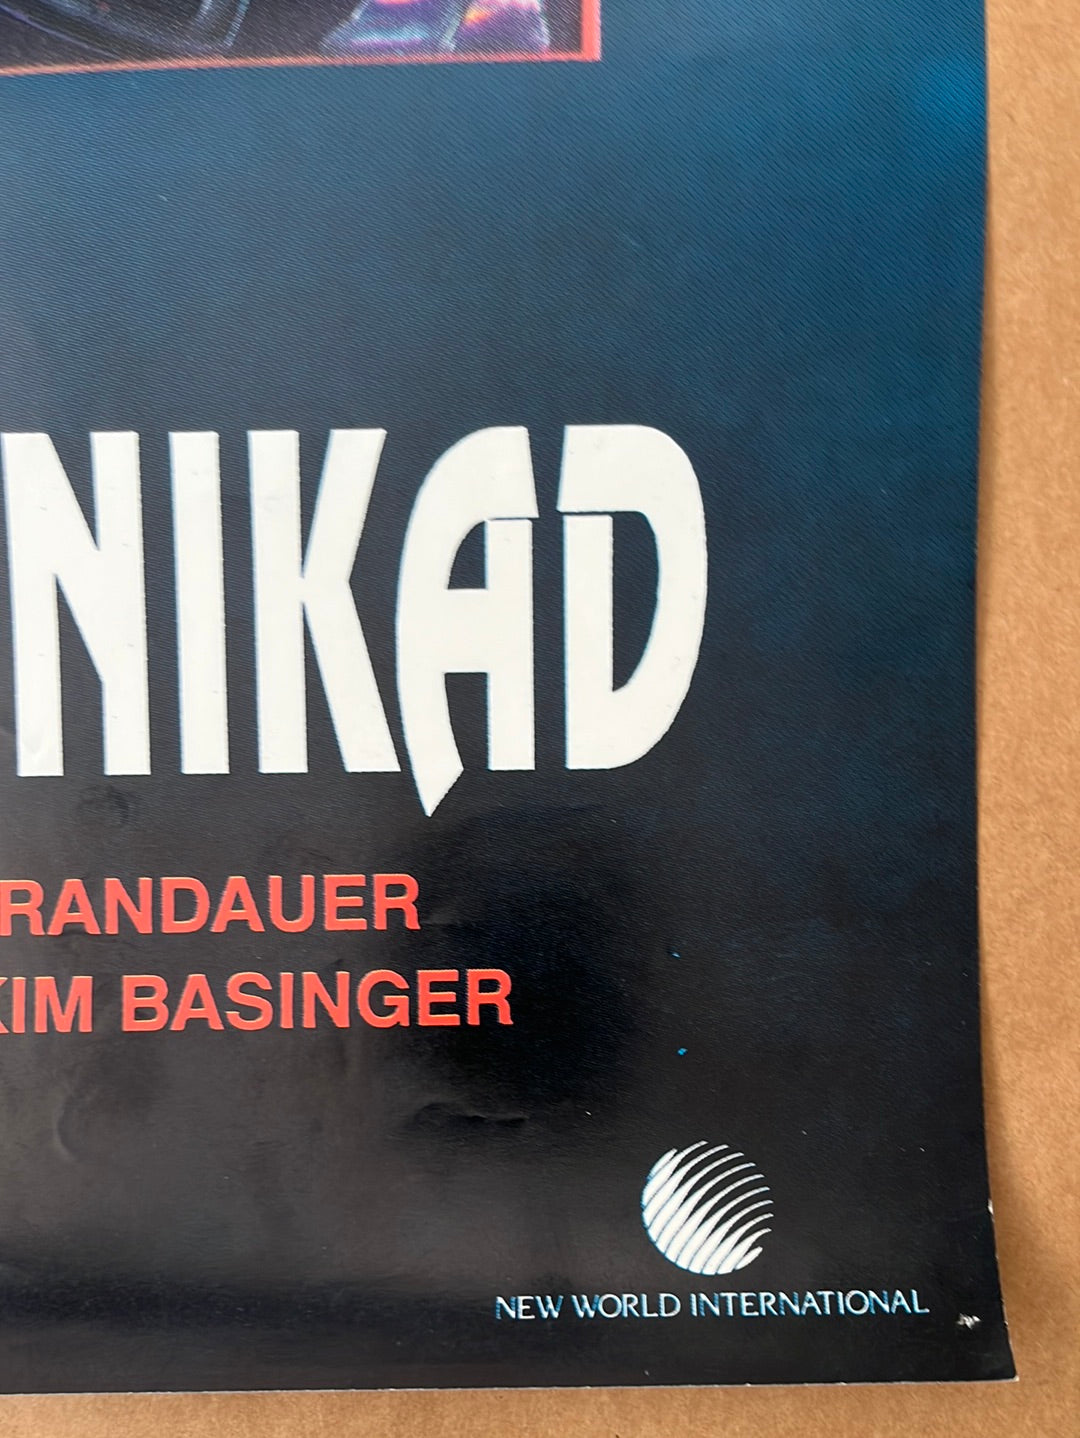 NIKAD
RANDAUER
KIM BASINGER
NEW WORLD INTERNATIONAL